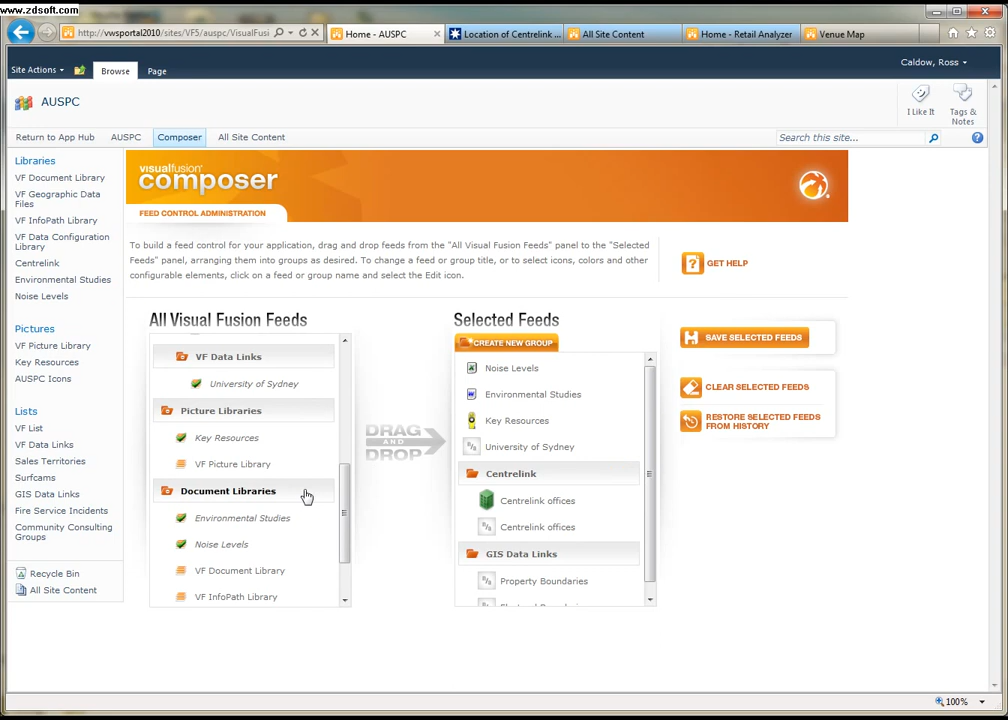 www.zdsoft.com
http://vwsportal2010/sites/VF5/auspc/VisualFusi
Home - AUSPC
Location of Centrelink ...
All Site Content
Home - Retail Analyzer
Venue Map
Site Actions
Browse
Page
Caldow, Ross
AUSPC
I Like It
Tags &
Notes
Return to App Hub
AUSPC
Composer
All Site Content
Search this site...
Libraries
VF Document Library
VF Geographic Data
Files
VF InfoPath Library
VF Data Configuration
Library
Centrelink
Environmental Studies
Noise Levels
Pictures
VF Picture Library
Key Resources
AUSPC Icons
Lists
VF List
VF Data Links
Sales Territories
Surfcams
GIS Data Links
Fire Service Incidents
Community Consulting
Groups
Recycle Bin
All Site Content
visualfusion
composer
FEED CONTROL ADMINISTRATION
To build a feed control for your application, drag and drop feeds from the "All Visual Fusion Feeds" panel to the "Selected
Feeds" panel, arranging them into groups as desired. To change a feed or group title, or to select icons, colors and other
configurable elements, click on a feed or group name and select the Edit icon.
GET HELP
All Visual Fusion Feeds
VF Data Links
University of Sydney
Picture Libraries
Key Resources
VF Picture Library
Document Libraries
Environmental Studies
Noise Levels
VF Document Library
VF InfoPath Library
DRAG
AND
DROP
Selected Feeds
CREATE NEW GROUP
Noise Levels
Environmental Studies
Key Resources
University of Sydney
Centrelink
Centrelink offices
Centrelink offices
GIS Data Links
Property Boundaries
SAVE SELECTED FEEDS
CLEAR SELECTED FEEDS
RESTORE SELECTED FEEDS
FROM HISTORY
100%